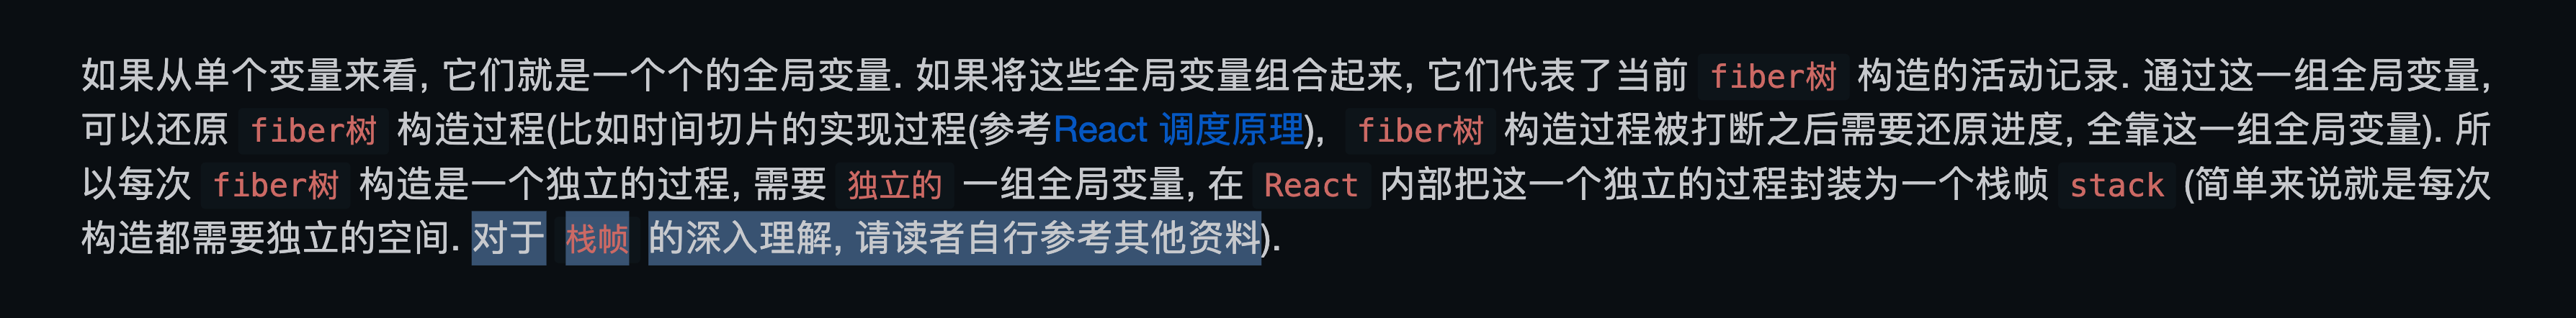 如果从单个变量来看, 它们就是一个个的全局变量. 如果将这些全局变量组合起来, 它们代表了当前 fiber树 构造的活动记录. 通过这一组全局变量,
可以还原 fiber树 构造过程(比如时间切片的实现过程(参考React 调度原理), fiber树 构造过程被打断之后需要还原进度, 全靠这一组全局变量). 所
以每次 fiber树 构造是一个独立的过程, 需要 独立的 一组全局变量, 在 React 内部把这一个独立的过程封装为一个栈帧 stack (简单来说就是每次
构造都需要独立的空间. 对于 栈帧 的深入理解, 请读者自行参考其他资料).